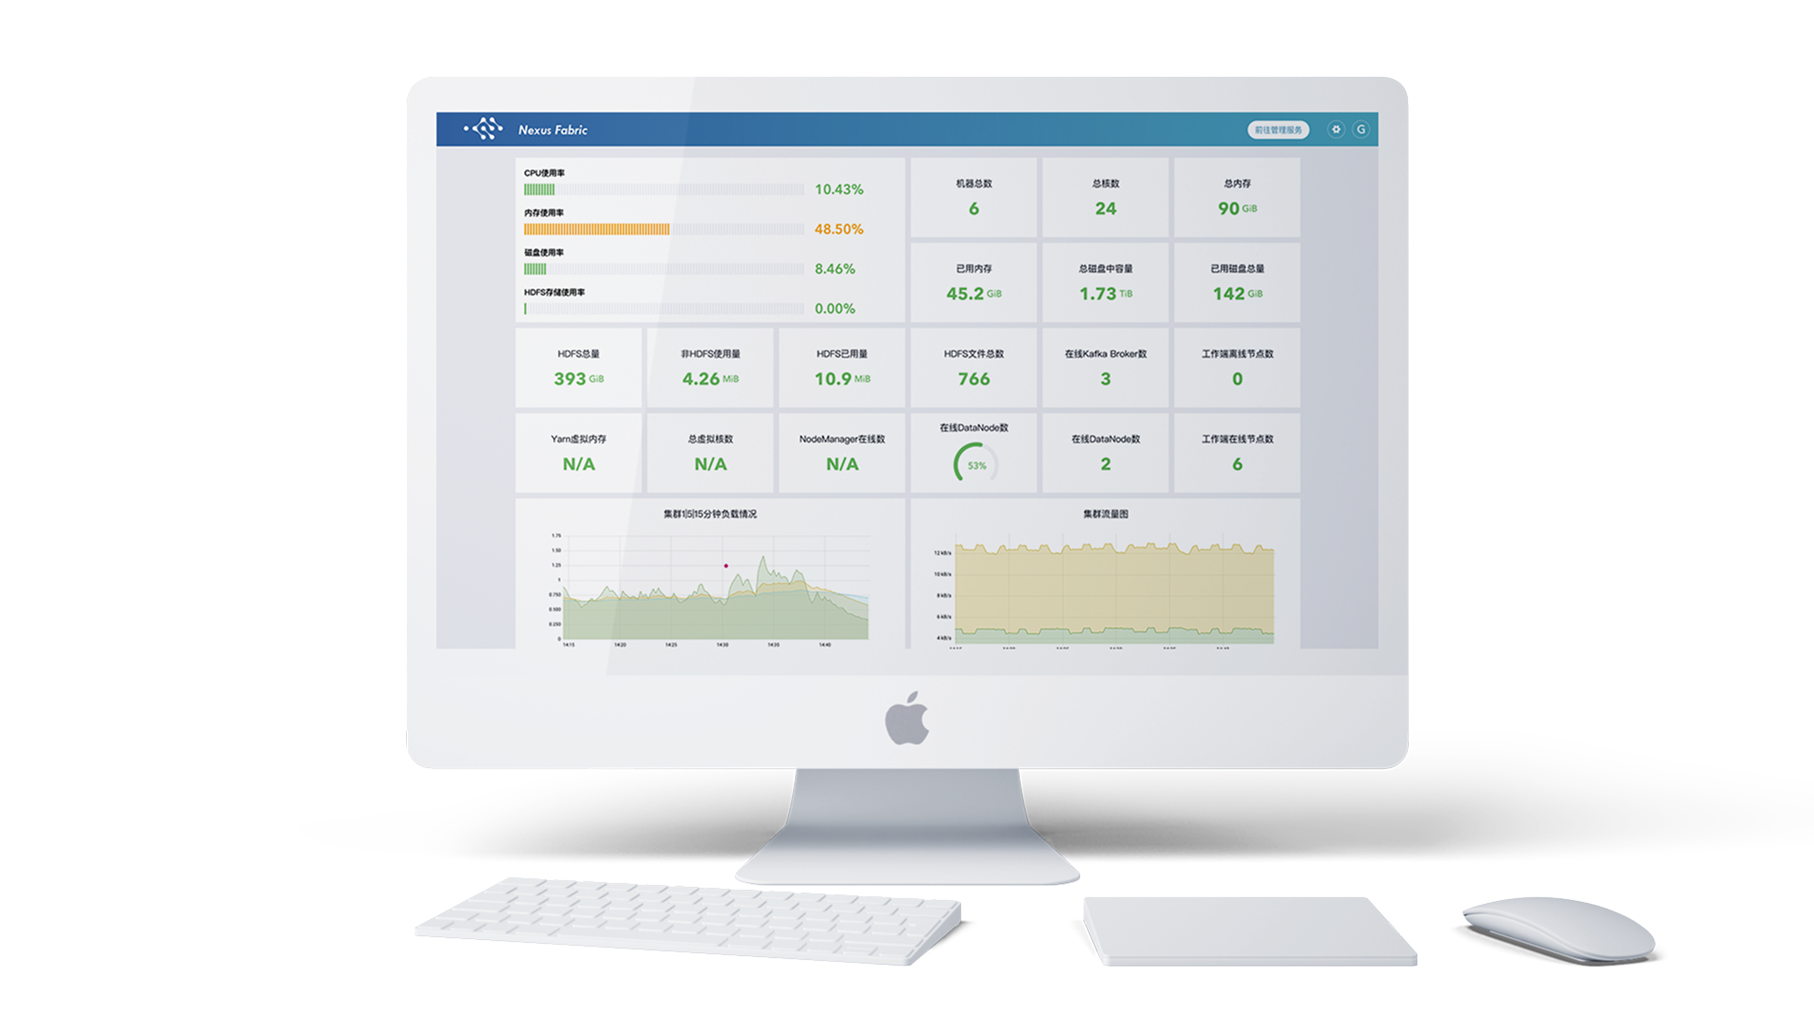 Nexus Fabric
前往管理服务
G
CPU使用率
10.43%
内存使用率
48.50%
磁盘使用率
8.46%
HDFS存储使用率
0.00%
机器总数
6
总核数
24
总内存
90 GiB
已用内存
45.2 GiB
总磁盘中容量
1.73 TiB
已用磁盘总量
142 GiB
HDFS总量
393 GiB
非HDFS使用量
4.26 MiB
HDFS已用量
10.9 MiB
HDFS文件总数
766
在线Kafka Broker数
3
工作端离线节点数
0
Yarn虚拟内存
N/A
总虚拟核数
N/A
NodeManager在线数
N/A
在线DataNode数
53%
在线DataNode数
2
工作端在线节点数
6
集群1|5|15分钟负载情况
1.75
1.50
1.25
1
0.750
0.500
0.250
0
14:15 14:20 14:25 14:30 14:35 14:40
集群流量图
12 kB/s
10 kB/s
8 kB/s
6 kB/s
4 kB/s